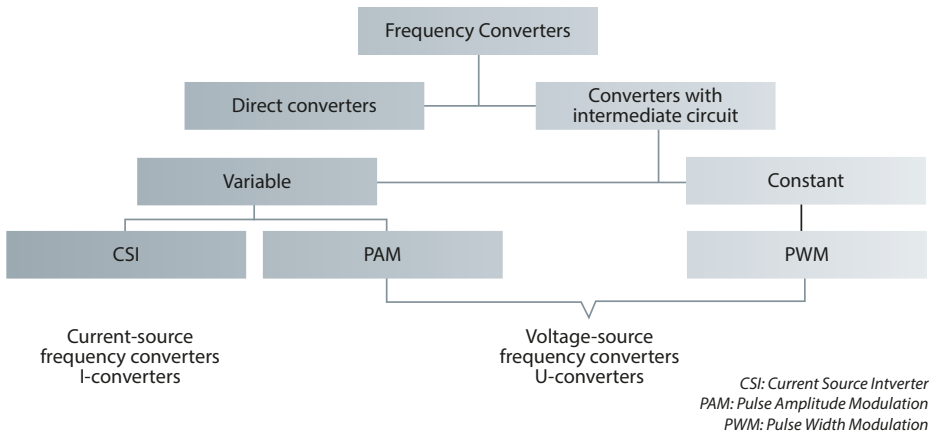 Frequency Converters
Direct converters
Converters with
intermediate circuit
Variable
Constant
CSI
PAM
PWM
Current-source
frequency converters
I-converters
Voltage-source
frequency converters
U-converters
CSI: Current Source Intverter
PAM: Pulse Amplitude Modulation
PWM: Pulse Width Modulation